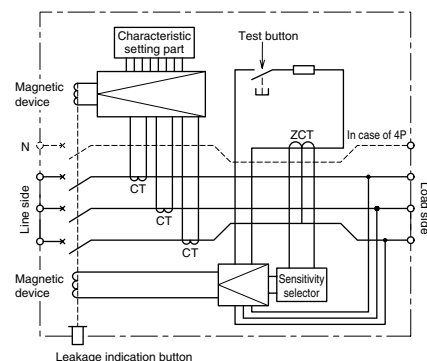 Characteristic
setting part
Test button
Magnetic
device
N
ZCT
In case of 4P
CT
CT
CT
Line side
Load side
Magnetic
device
Sensitivity
selector
Leakage indication button